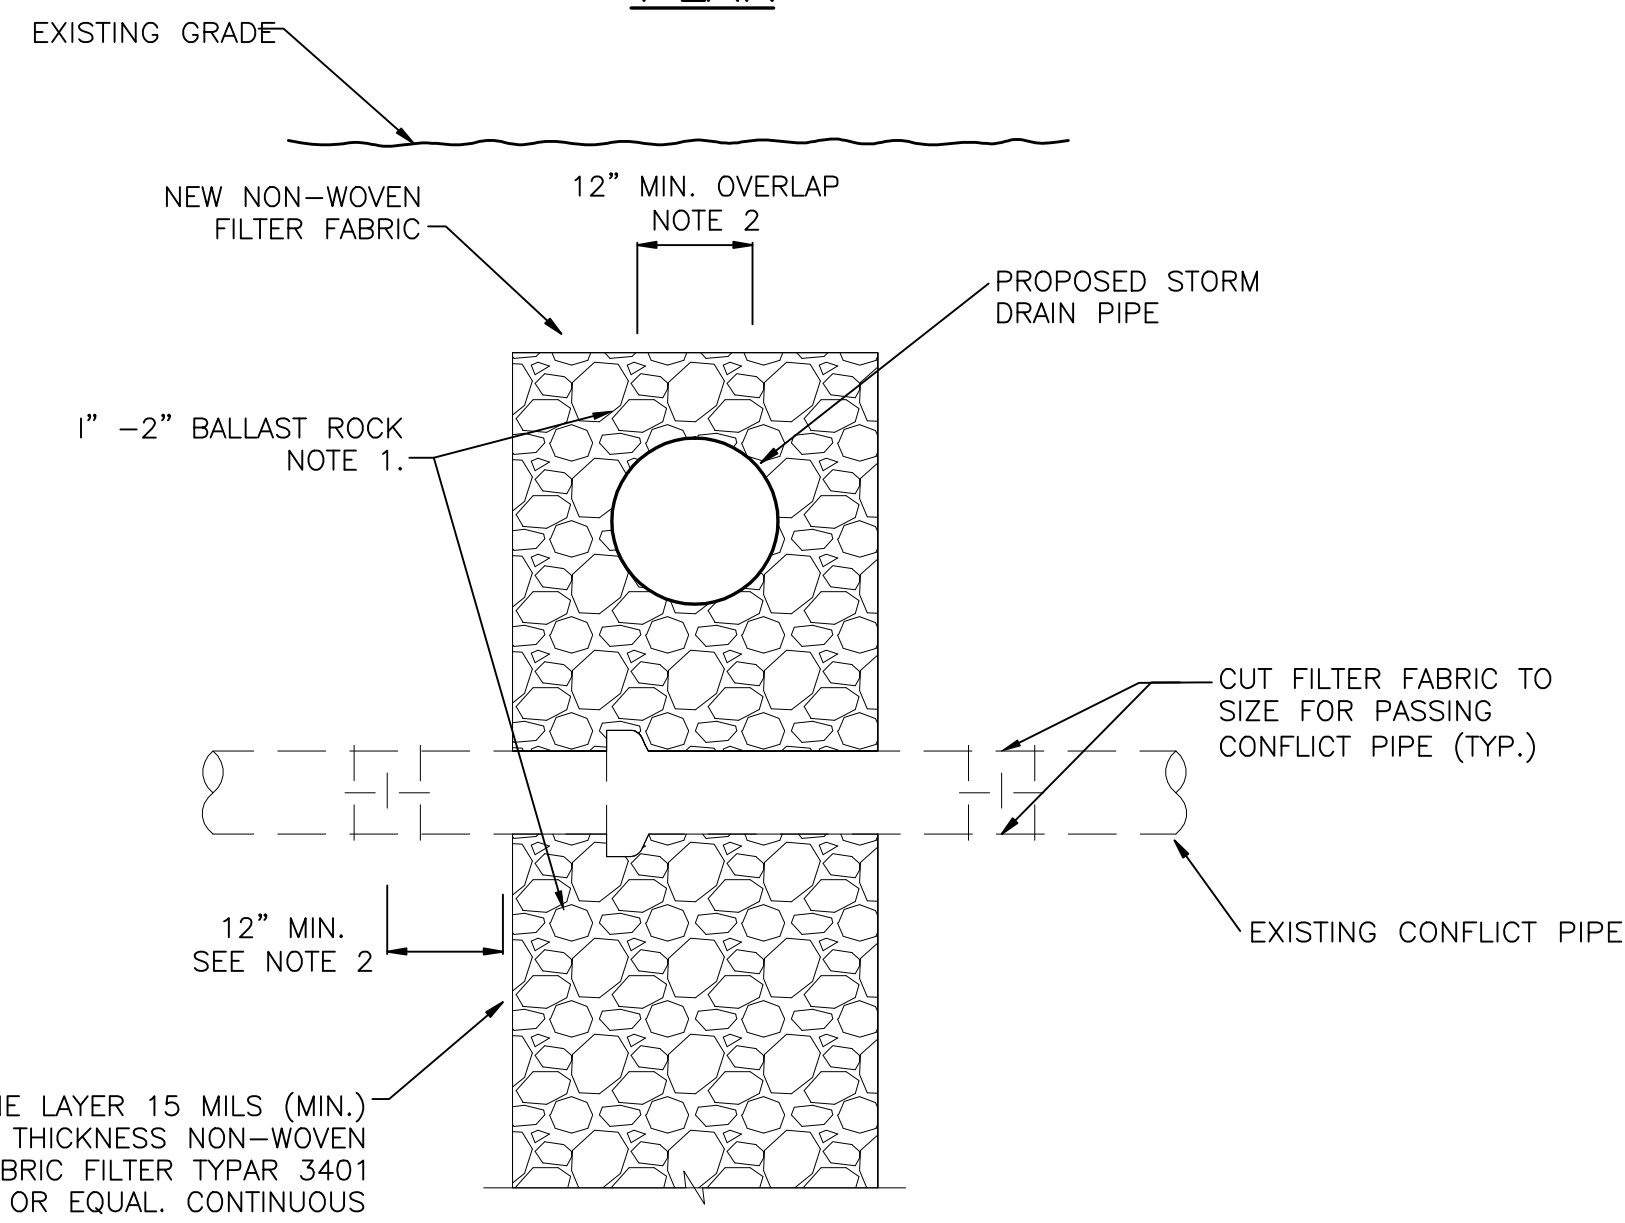 EXISTING GRADE
NEW NON-WOVEN
FILTER FABRIC
12" MIN. OVERLAP
NOTE 2
PROPOSED STORM
DRAIN PIPE
1" -2" BALLAST ROCK
NOTE 1.
CUT FILTER FABRIC TO
SIZE FOR PASSING
CONFLICT PIPE (TYP.)
12" MIN.
SEE NOTE 2
EXISTING CONFLICT PIPE
LAYER 15 MILS (MIN.)
THICKNESS NON-WOVEN
FILTER TYPAR 3401
OR EQUAL. CONTINUOUS